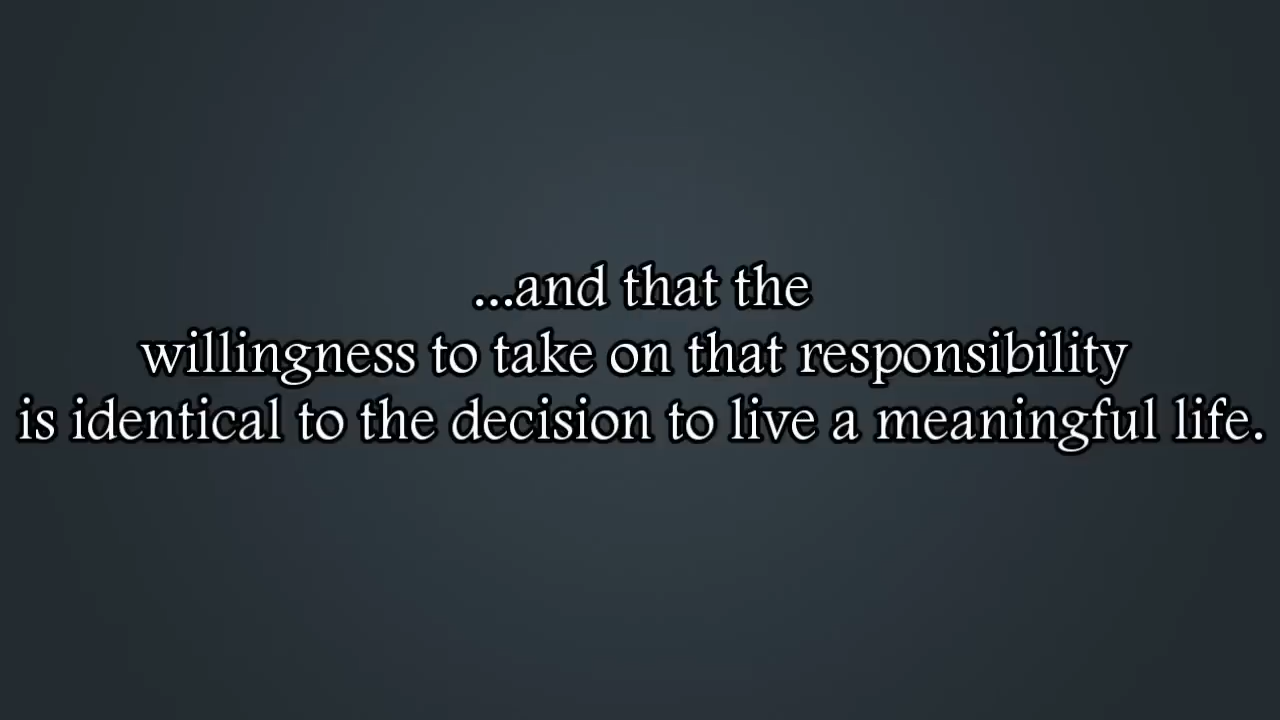 ...and that the
willingness to take on that responsibility
is identical to the decision to live a meaningful life.